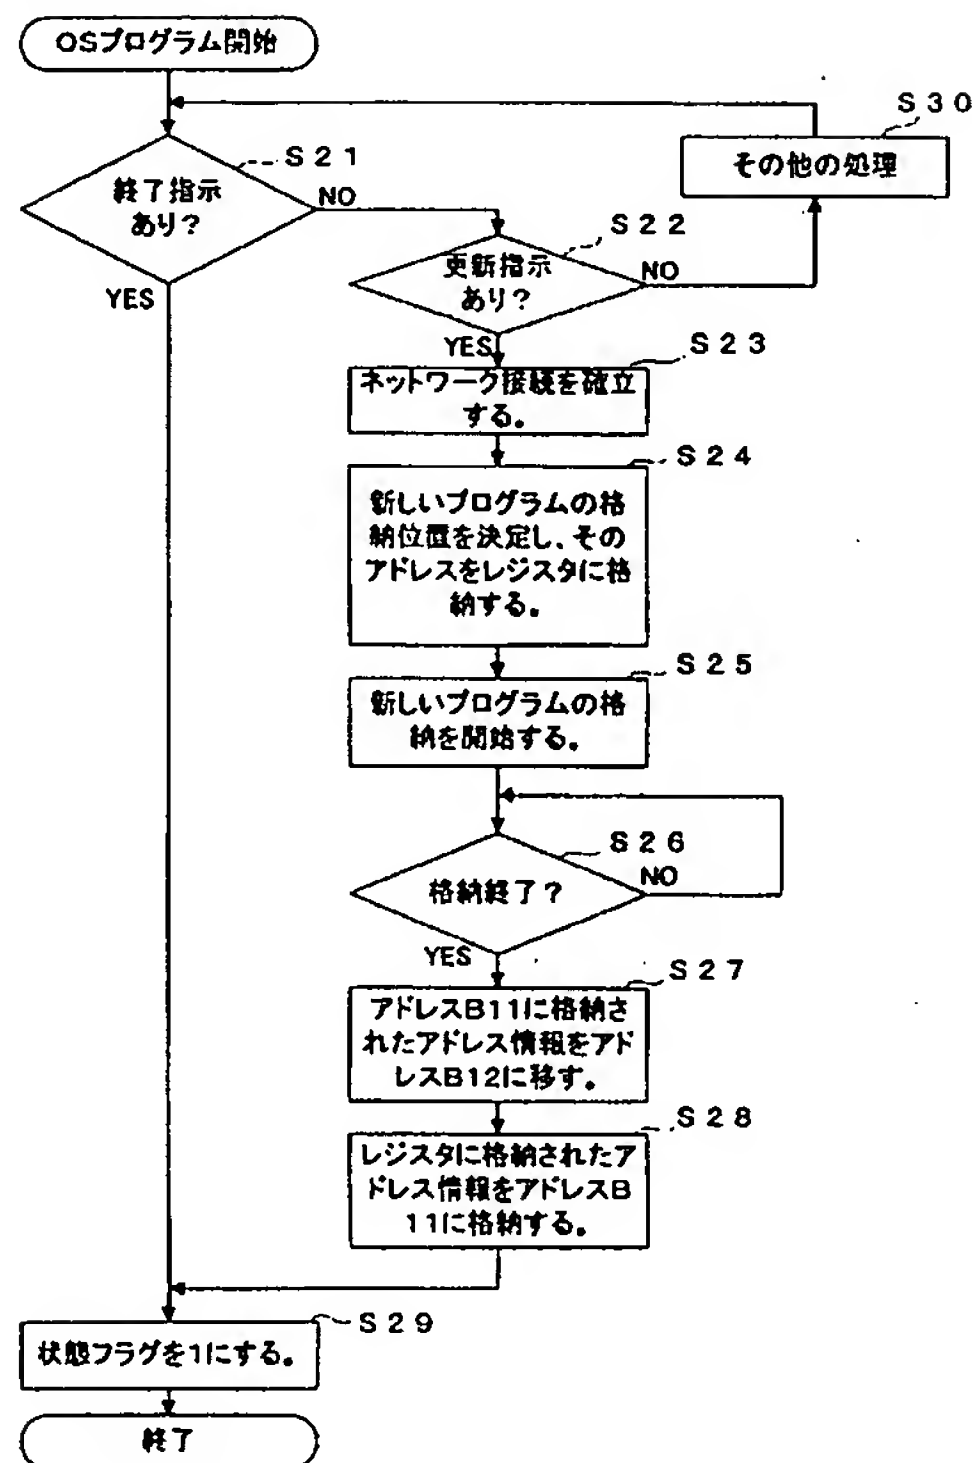 OSプログラム開始
S30
その他の処理
S21
終了指示
あり?
NO
YES
S22
更新指示
あり?
NO
YES
S23
ネットワーク接続を確立
する。
S24
新しいプログラムの格
納位置を決定し、その
アドレスをレジスタに格
納する。
S25
新しいプログラムの格
納を開始する。
S26
格納終了?
NO
YES
S27
アドレスB11に格納さ
れたアドレス情報をアド
レスB12に移す。
S28
レジスタに格納されたア
ドレス情報をアドレスB
11に格納する。
S29
状態フラグを1にする。
終了